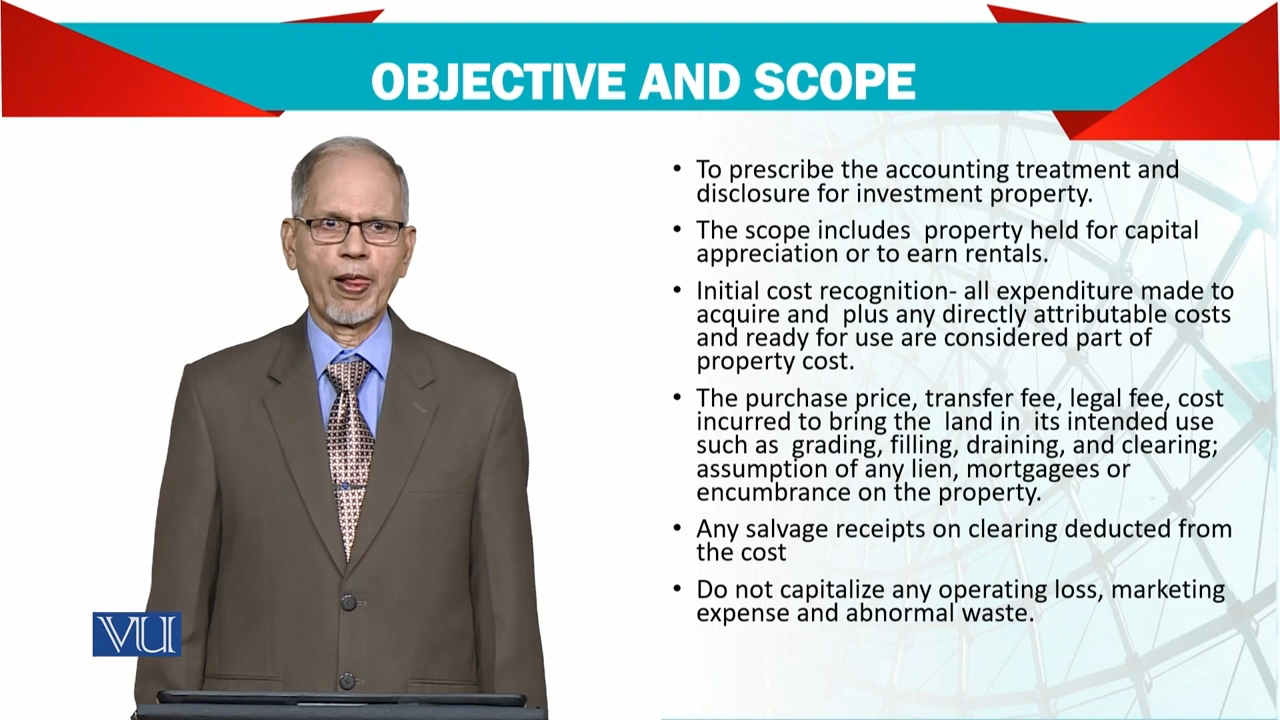 OBJECTIVE AND SCOPE
• To prescribe the accounting treatment and
disclosure for investment property.
• The scope includes  property held for capital
appreciation or to earn rentals.
• Initial cost recognition- all expenditure made to
acquire and  plus any directly attributable costs
and ready for use are considered part of
property cost.
• The purchase price, transfer fee, legal fee, cost
incurred to bring the  land in  its intended use
such as  grading, filling, draining, and clearing;
assumption of any lien, mortgagees or
encumbrance on the property.
• Any salvage receipts on clearing deducted from
the cost
• Do not capitalize any operating loss, marketing
expense and abnormal waste.
VU